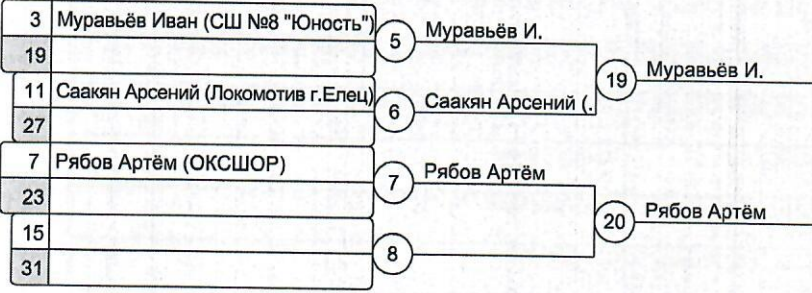 3 Муравьёв Иван (СШ №8 "Юность")
5 Муравьёв И.
19
19 Муравьёв И.
11 Саакян Арсений (Локомотив г.Елец)
6 Саакян Арсений (.
27
7 Рябов Артём (ОКСШОР)
7 Рябов Артём
23
20 Рябов Артём
15
8
31